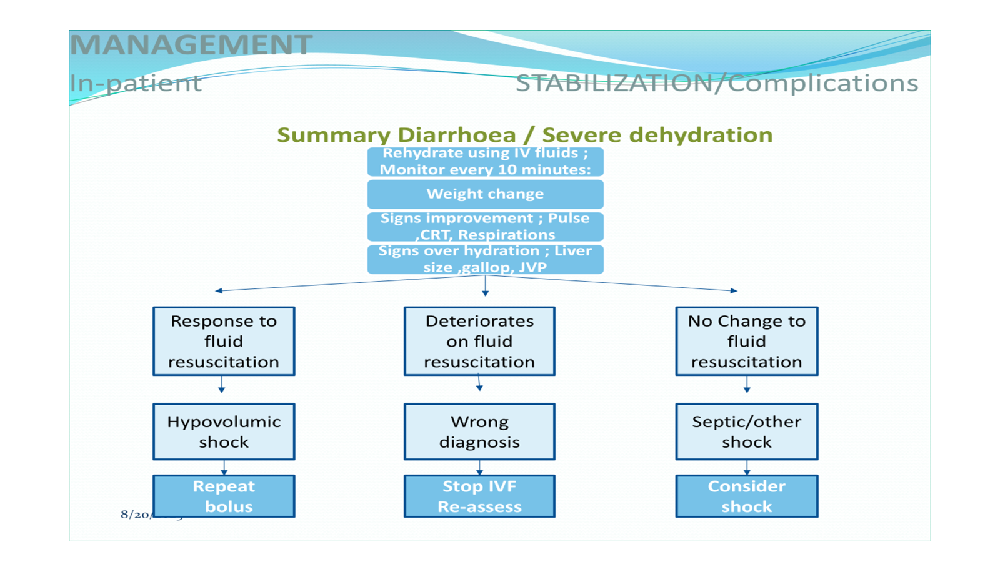 MANAGEMENT
In-patient STABILIZATION/Complications
Summary Diarrhoea / Severe dehydration
Rehydrate using IV fluids ;
Monitor every 10 minutes:
Weight change
Signs improvement ; Pulse
,CRT, Respirations
Signs over hydration ; Liver
size ,gallop, JVP
Response to
fluid
resuscitation
Deteriorates
on fluid
resuscitation
No Change to
fluid
resuscitation
Hypovolumic
shock
Wrong
diagnosis
Septic/other
shock
Repeat
bolus
Stop IVF
Re-assess
Consider
shock
8/20/